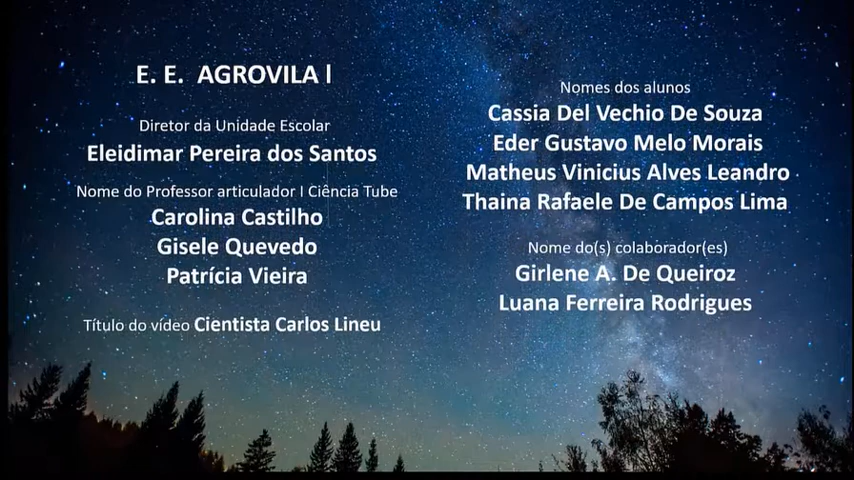 E. E. AGROVILA l
Diretor da Unidade Escolar
Eleidimar Pereira dos Santos
Nome do Professor articulador l Ciência Tube
Carolina Castilho
Gisele Quevedo
Patrícia Vieira
Título do vídeo Cientista Carlos Lineu
Nomes dos alunos
Cassia Del Vechio De Souza
Eder Gustavo Melo Morais
Matheus Vinicius Alves Leandro
Thaina Rafaele De Campos Lima
Nome do(s) colaborador(es)
Girlene A. De Queiroz
Luana Ferreira Rodrigues